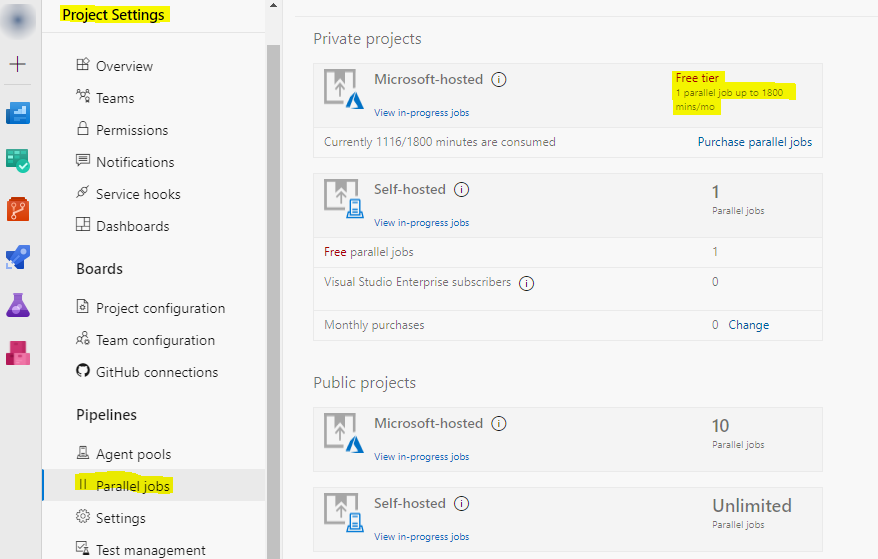 Project Settings
Overview
Teams
Permissions
Notifications
Service hooks
Dashboards
Boards
Project configuration
Team configuration
GitHub connections
Pipelines
Agent pools
Parallel jobs
Settings
Test management
Private projects
Microsoft-hosted
View in-progress jobs
Free tier
1 parallel job up to 1800
mins/mo
Currently 1116/1800 minutes are consumed
Purchase parallel jobs
Self-hosted
View in-progress jobs
1
Parallel jobs
Free parallel jobs 1
Visual Studio Enterprise subscribers 0
Monthly purchases 0 Change
Public projects
Microsoft-hosted
View in-progress jobs
10
Parallel jobs
Self-hosted
View in-progress jobs
Unlimited
Parallel jobs